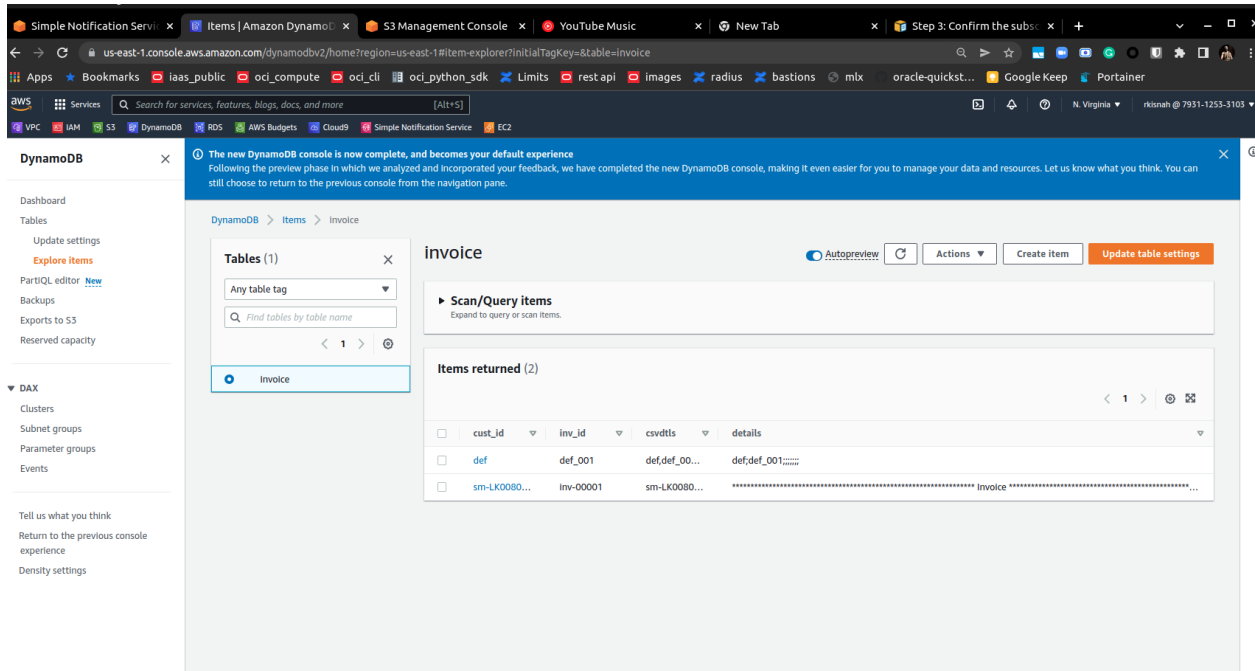 Simple Notification Servic
Items | Amazon DynamoD
S3 Management Console
YouTube Music
New Tab
Step 3: Confirm the subsc
us-east-1.console.aws.amazon.com/dynamodbv2/home?region=us-east-1#item-explorer?initialTagKey=&table=invoice
Apps Bookmarks iaas_public oci_compute oci_cli oci_python_sdk Limits rest api images radius bastions mlx oracle-quickst... Google Keep Portainer
aws Services Search for services, features, blogs, docs, and more [Alt+S] N. Virginia ▼ rkisnah @ 7931-1253-3103 ▼
VPC IAM S3 DynamoDB RDS AWS Budgets Cloud9 Simple Notification Service EC2
DynamoDB
Dashboard
Tables
Update settings
Explore items
PartiQL editor New
Backups
Exports to S3
Reserved capacity
▼ DAX
Clusters
Subnet groups
Parameter groups
Events
Tell us what you think
Return to the previous console
experience
Density settings
The new DynamoDB console is now complete, and becomes your default experience
Following the preview phase in which we analyzed and incorporated your feedback, we have completed the new DynamoDB console, making it even easier for you to manage your data and resources. Let us know what you think. You can
still choose to return to the previous console from the navigation pane.
DynamoDB > Items > invoice
Tables (1)
Any table tag
Find tables by table name
< 1 >
invoice
invoice
Autopreview Actions ▼ Create item Update table settings
▶ Scan/Query items
Expand to query or scan items.
Items returned (2)
< 1 >
cust_id inv_id csvdtls details
def def_001 def,def_00... def;def_001;;;;;;;
sm-LK0080... inv-00001 sm-LK0080... ********************************************************************** Invoice ****************************************************...